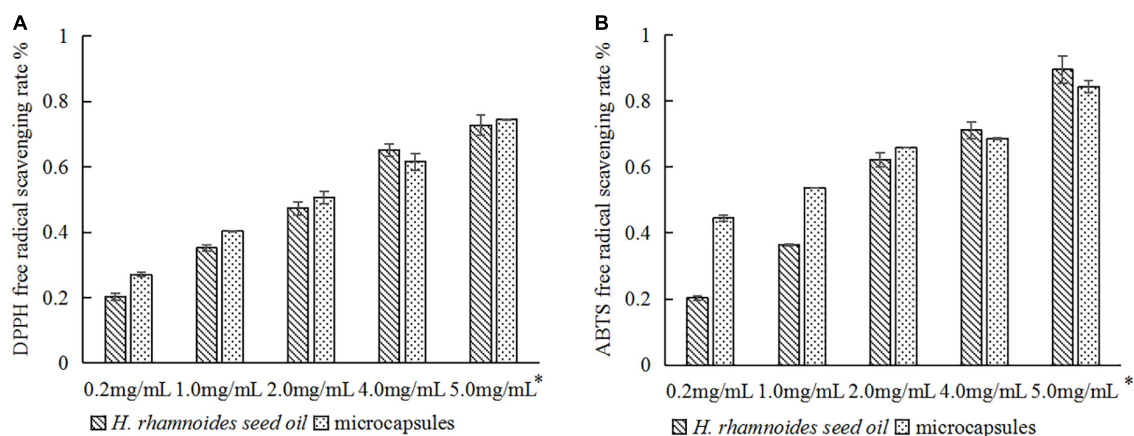 A
DPPH free radical scavenging rate %
1
0.8
0.6
0.4
0.2
0
0.2mg/mL 1.0mg/mL 2.0mg/mL 4.0mg/mL 5.0mg/mL*
H. rhamnoides seed oil microcapsules
B
ABTS free radical scavenging rate %
1
0.8
0.6
0.4
0.2
0
0.2mg/mL 1.0mg/mL 2.0mg/mL 4.0mg/mL 5.0mg/mL *
H. rhamnoides seed oil microcapsules